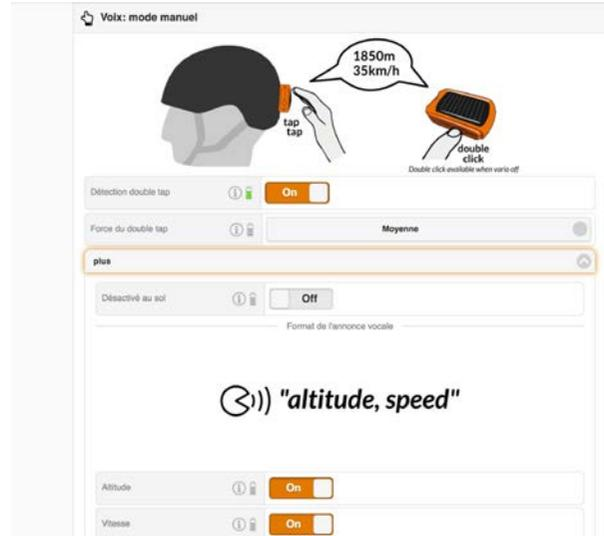 Voix: mode manuel
1850m
35km/h
tap
tap
double
click
Double click available when vario off
Détection double tap
On
Force du double tap
Moyenne
plus
Désactivé au sol
Off
Format de l'annonce vocale
"altitude, speed"
Altitude
On
Vitesse
On